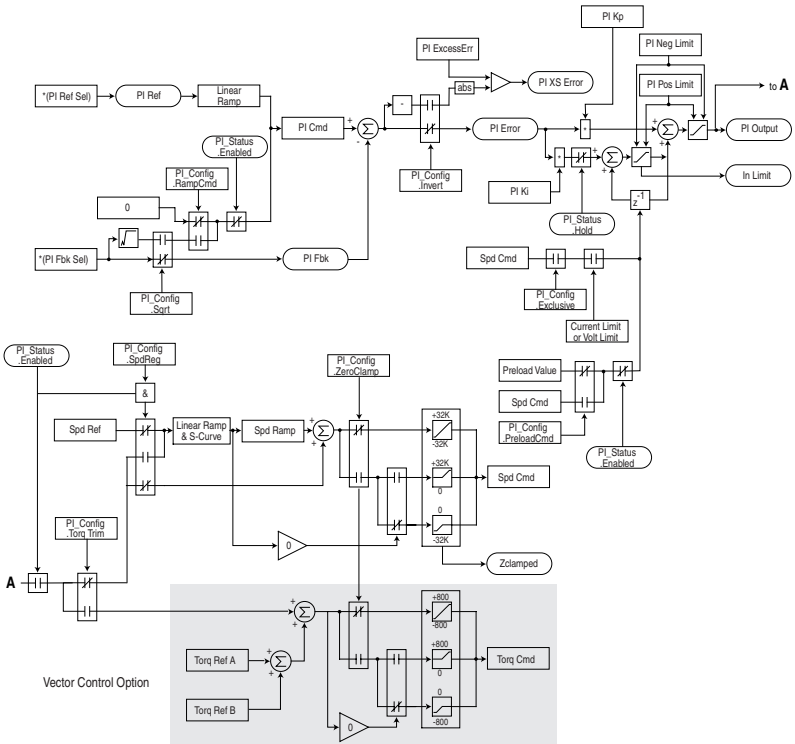 PI Kp
PI ExcessErr
PI Neg Limit
abs
PI XS Error
PI Pos Limit
to A
*(PI Ref Sel)
PI Ref
Linear
Ramp
PI Cmd
+
-
Σ
-
PI_Config
.Invert
PI Error
*
+
Σ
+
PI Output
PI_Status
.Enabled
PI_Config
.RampCmd
*
+
Σ
+
In Limit
PI Ki
PI_Status
.Hold
z-1
0
*(PI Fbk Sel)
√
PI Fbk
PI_Config
.Sqrt
Spd Cmd
PI_Config
.Exclusive
Current Limit
or Volt Limit
PI_Status
.Enabled
PI_Config
.SpdReg
PI_Config
.ZeroClamp
Preload Value
Spd Cmd
PI_Config
.PreloadCmd
PI_Status
.Enabled
&
Spd Ref
Linear Ramp
& S-Curve
Spd Ramp
+
Σ
+
+32K
-32K
+32K
0
Spd Cmd
0
-32K
0
Zclamped
PI_Config
.Torq Trim
A
+
Σ
+
+800
-800
Torq Ref A
+
Σ
+
+800
0
Torq Cmd
Vector Control Option
Torq Ref B
0
0
-800